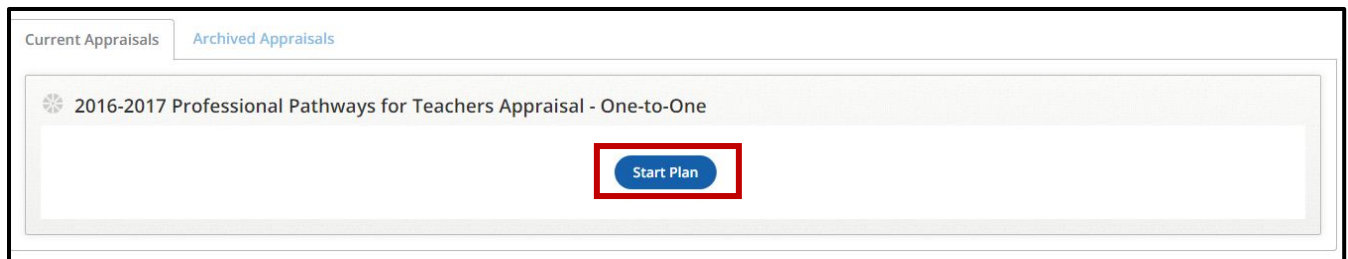 Current Appraisals
Archived Appraisals
2016-2017 Professional Pathways for Teachers Appraisal - One-to-One
Start Plan